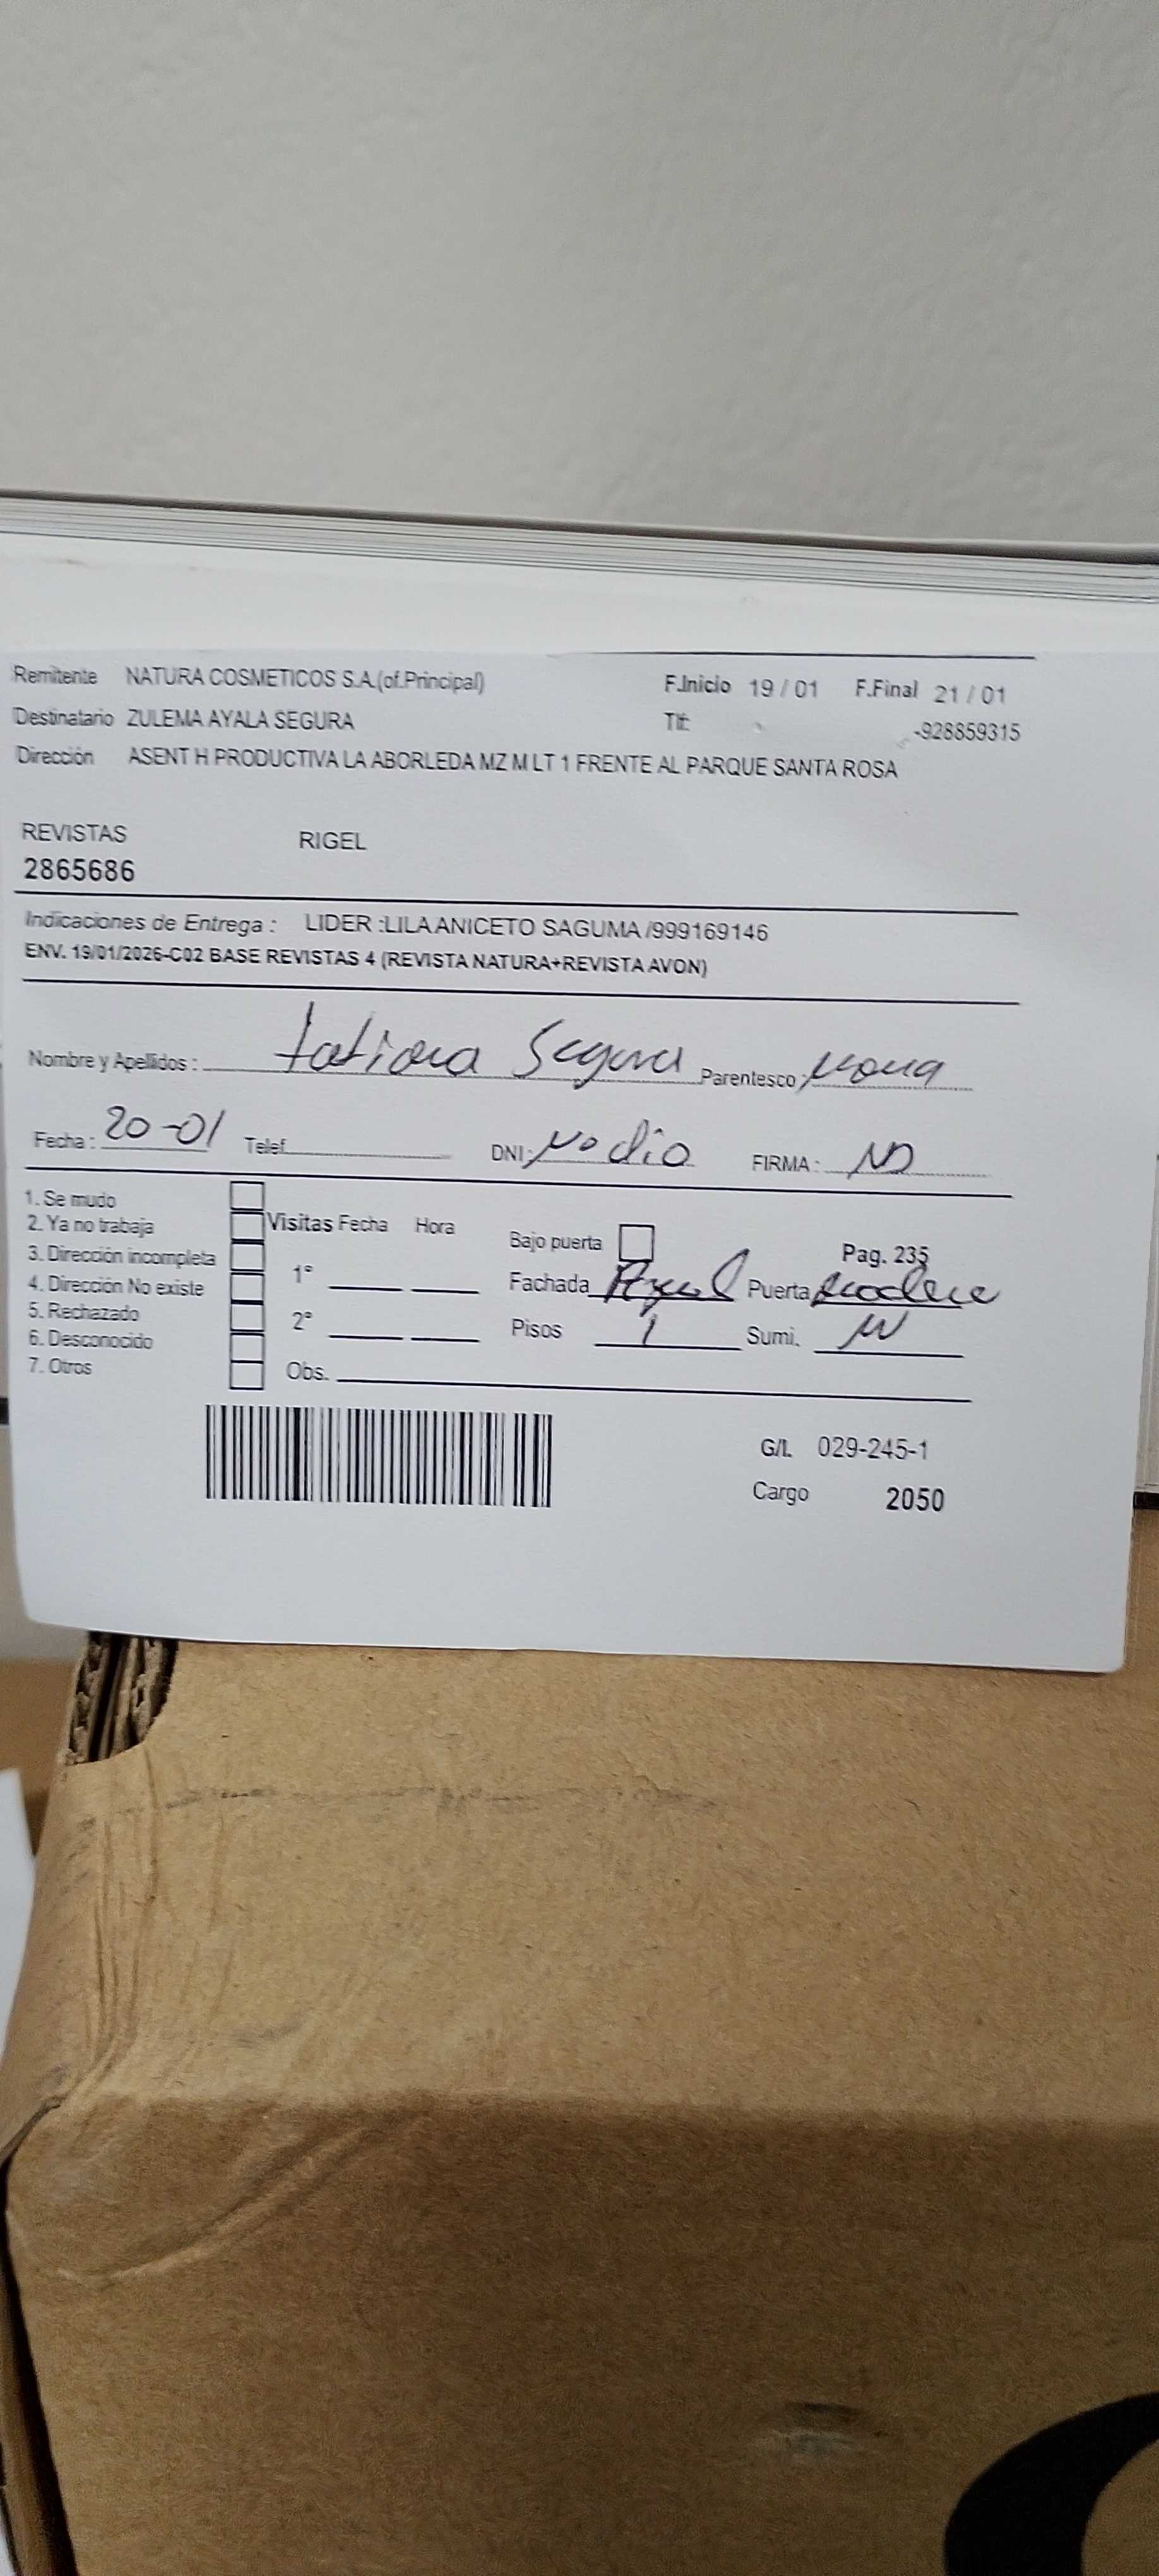 Remitente NATURA COSMETICOS S.A.(of.Principal) F.Inicio 19 / 01 F.Final 21 / 01
Destinatario ZULEMA AYALA SEGURA Tlf: -928859315
Dirección ASENT H PRODUCTIVA LA ABORLEDA MZ M LT 1 FRENTE AL PARQUE SANTA ROSA
REVISTAS RIGEL
2865686
Indicaciones de Entrega : LIDER :LILA ANICETO SAGUMA /999169146
ENV. 19/01/2026-C02 BASE REVISTAS 4 (REVISTA NATURA+REVISTA AVON)
Nombre y Apellidos : tatiana Segura Parentesco :
Fecha : 20-01 Telef. DNI: No dio FIRMA : ND
1. Se mudo
2. Ya no trabaja Visitas Fecha Hora Bajo puerta Pag. 235
3. Dirección incompleta
4. Dirección No existe 1° Fachada Azul Puerta
5. Rechazado
6. Desconocido 2° Pisos 1 Sumi.
7. Otros Obs.
G/I. 029-245-1
Cargo 2050